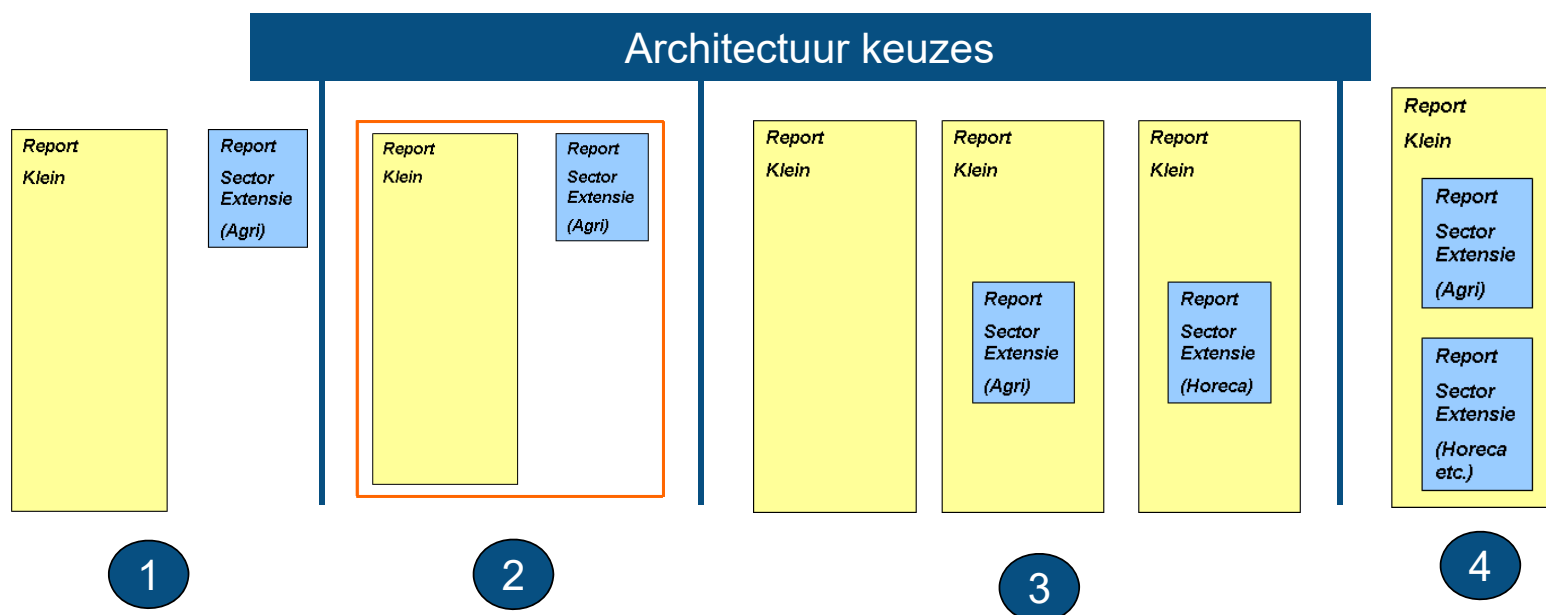 Architectuur keuzes
Report
Klein
Report
Sector
Extensie
(Agri)
1
Report
Klein
Report
Sector
Extensie
(Agri)
2
Report
Klein
Report
Klein
Report
Sector
Extensie
(Agri)
Report
Klein
Report
Sector
Extensie
(Horeca)
3
Report
Klein
Report
Sector
Extensie
(Agri)
Report
Sector
Extensie
(Horeca
etc.)
4